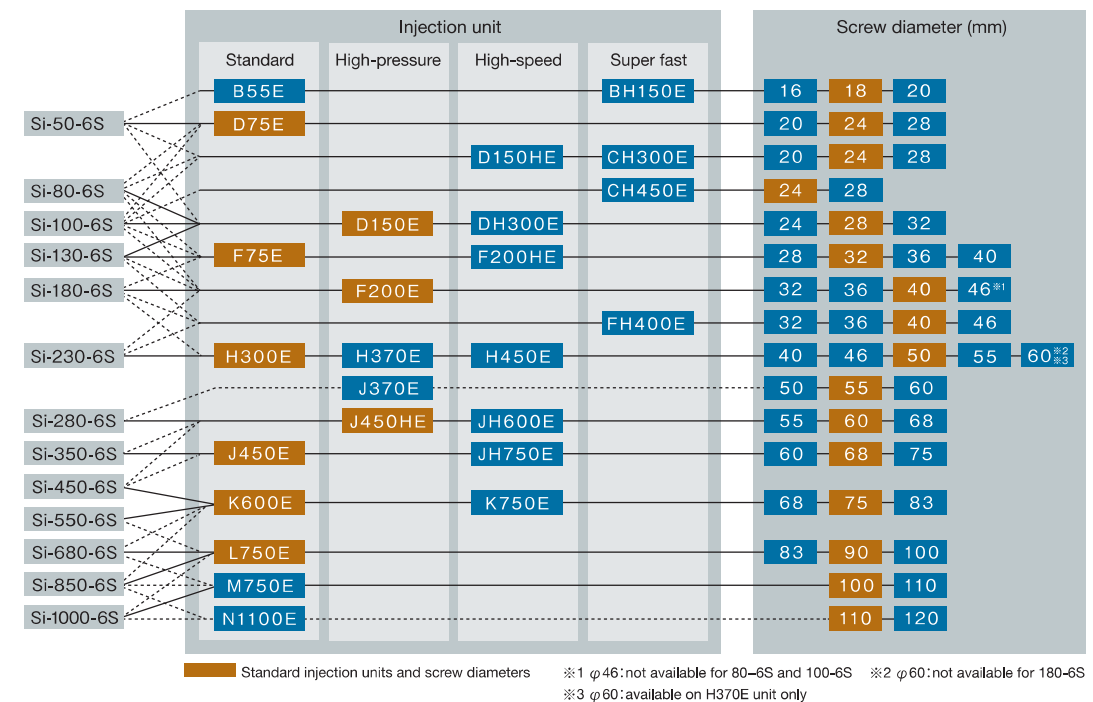 Injection unit
Screw diameter (mm)
Standard High-pressure High-speed Super fast
B55E BH150E 16 18 20
Si-50-6S D75E 20 24 28
D150HE CH300E 20 24 28
Si-80-6S CH450E 24 28
Si-100-6S D150E DH300E 24 28 32
Si-130-6S F75E F200HE 28 32 36 40
Si-180-6S F200E 32 36 40 46※1
FH400E 32 36 40 46
Si-230-6S H300E H370E H450E 40 46 50 55 60※2※3
J370E 50 55 60
Si-280-6S J450HE JH600E 55 60 68
Si-350-6S J450E JH750E 60 68 75
Si-450-6S
K600E K750E 68 75 83
Si-550-6S
Si-680-6S L750E 83 90 100
Si-850-6S M750E 100 110
Si-1000-6S N1100E 110 120
Standard injection units and screw diameters
※1 φ46:not available for 80–6S and 100-6S ※2 φ60:not available for 180-6S
※3 φ60:available on H370E unit only